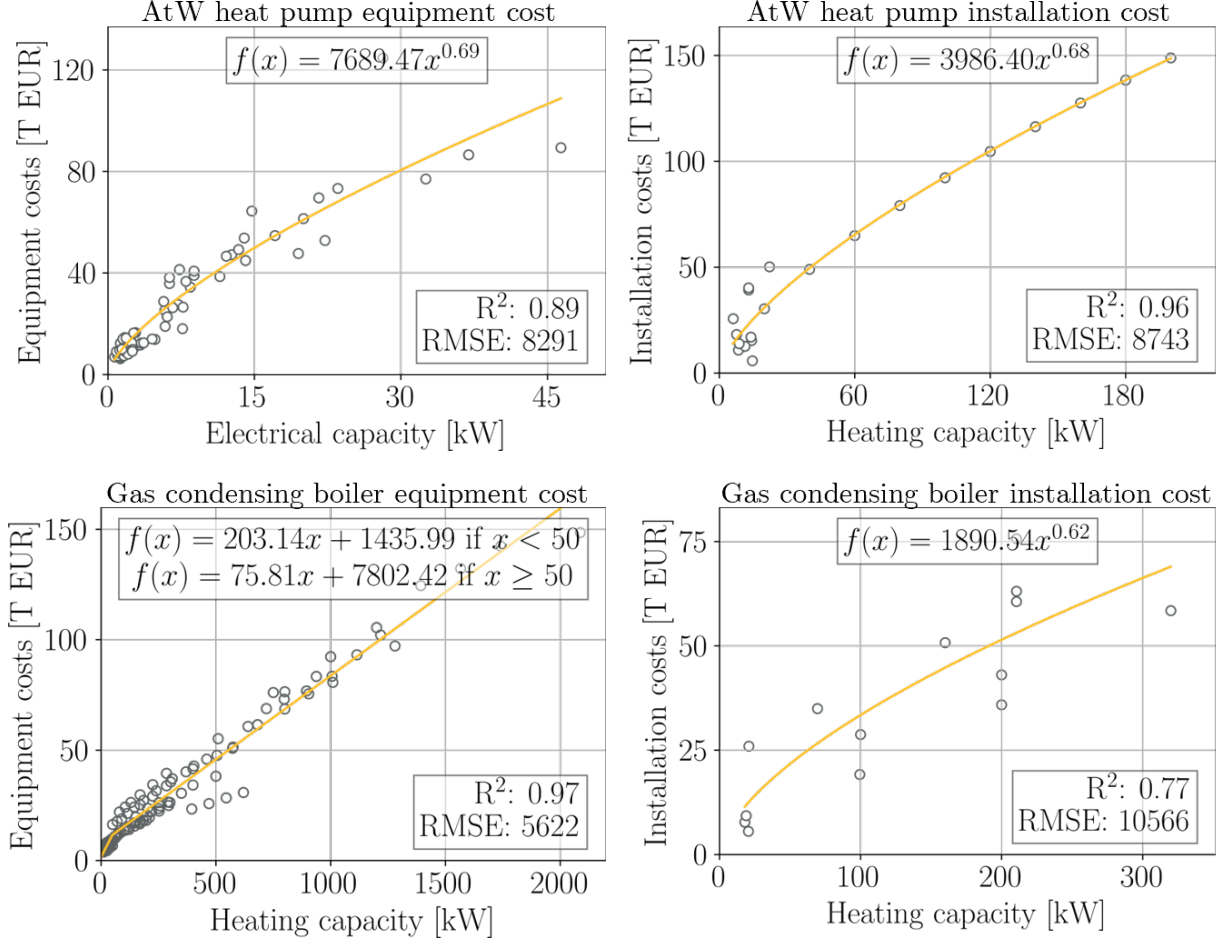 AtW heat pump equipment cost
f(x) = 7689.47x^0.69
Equipment costs [T EUR]
120
80
40
0
R²: 0.89
RMSE: 8291
0 15 30 45
Electrical capacity [kW]
AtW heat pump installation cost
f(x) = 3986.40x^0.68
Installation costs [T EUR]
150
100
50
0
R²: 0.96
RMSE: 8743
60 120 180
Heating capacity [kW]
Gas condensing boiler equipment cost
f(x) = 203.14x + 1435.99 if x < 50
f(x) = 75.81x + 7802.42 if x ≥ 50
Equipment costs [T EUR]
150
100
50
0
R²: 0.97
RMSE: 5622
0 500 1000 1500 2000
Heating capacity [kW]
Gas condensing boiler installation cost
f(x) = 1890.54x^0.62
Installation costs [T EUR]
75
50
25
0
R²: 0.77
RMSE: 10566
100 200 300
Heating capacity [kW]